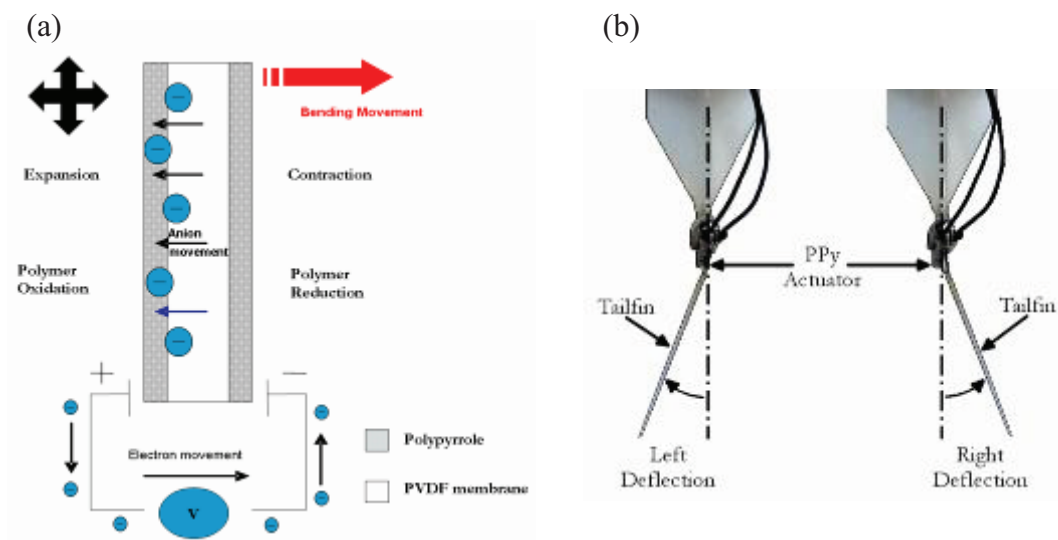 (a)
Bending Movement
Expansion
Contraction
Anion
movement
Polymer
Oxidation
Polymer
Reduction
+
−
Electron movement
V
Polypyrrole
PVDF membrane
(b)
PPy
Actuator
Tailfin
Tailfin
Left
Deflection
Right
Deflection